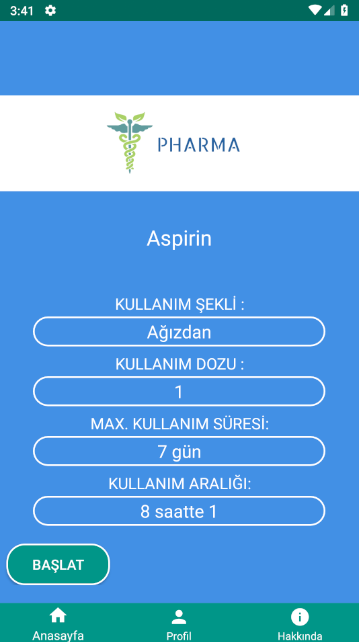 3:41
PHARMA
Aspirin
KULLANIM ŞEKLİ :
Ağızdan
KULLANIM DOZU :
1
MAX. KULLANIM SÜRESİ:
7 gün
KULLANIM ARALIĞI:
8 saatte 1
BAŞLAT
Anasayfa
Profil
Hakkında